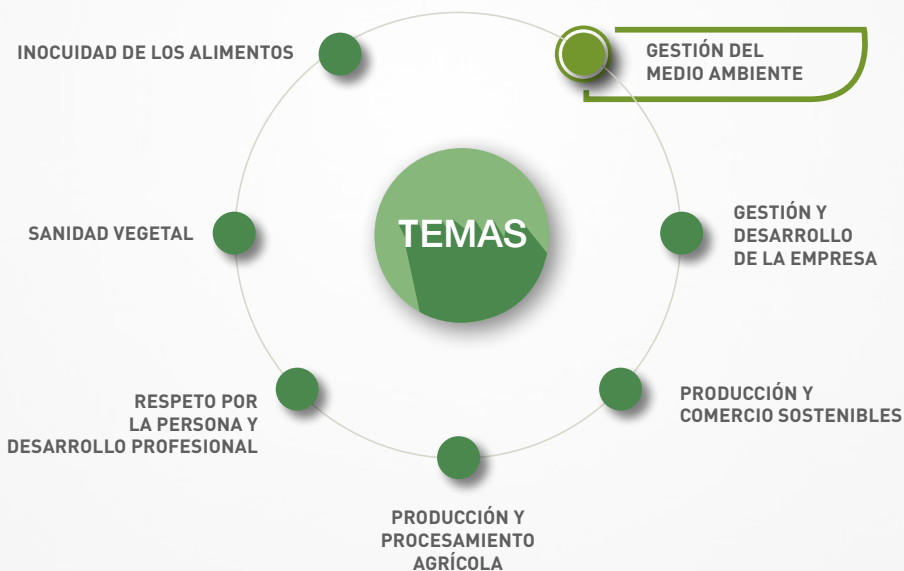 INOCUIDAD DE LOS ALIMENTOS
GESTIÓN DEL
MEDIO AMBIENTE
SANIDAD VEGETAL
TEMAS
GESTIÓN Y
DESARROLLO
DE LA EMPRESA
RESPETO POR
LA PERSONA Y
DESARROLLO PROFESIONAL
PRODUCCIÓN Y
COMERCIO SOSTENIBLES
PRODUCCIÓN Y
PROCESAMIENTO
AGRÍCOLA